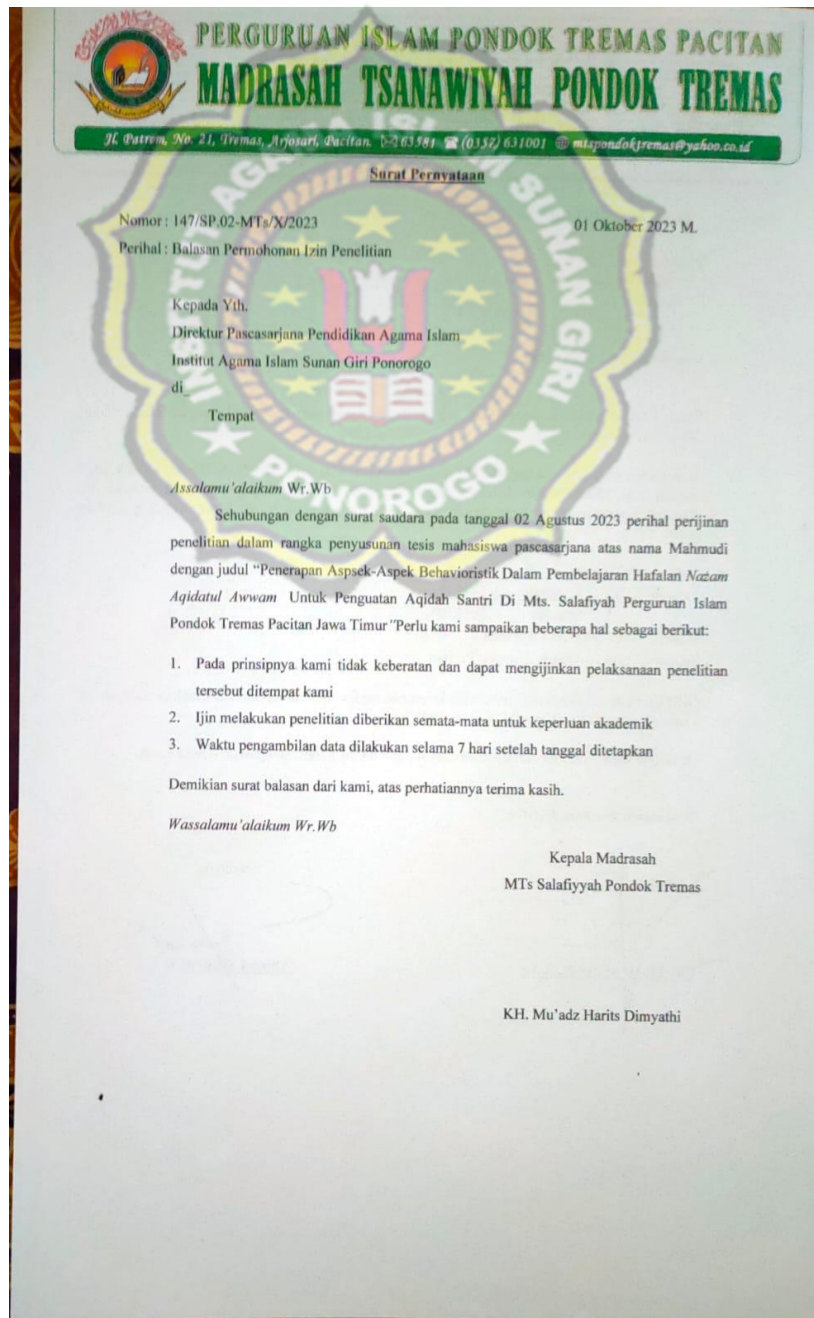 PERGURUAN ISLAM PONDOK TREMAS PACITAN
MADRASAH TSANAWIYAH PONDOK TREMAS
Jl. Patrem, No. 21, Tremas, Arjosari, Pacitan. 63581 (0357) 631001 mtspondoktremas@yahoo.co.id
Surat Pernyataan
Nomor : 147/SP.02-MTs/X/2023
01 Oktober 2023 M.
Perihal : Balasan Permohonan Izin Penelitian
Kepada Yth.
Direktur Pascasarjana Pendidikan Agama Islam
Institut Agama Islam Sunan Giri Ponorogo
di_
Tempat
Assalamu'alaikum Wr.Wb
Sehubungan dengan surat saudara pada tanggal 02 Agustus 2023 perihal perijinan
penelitian dalam rangka penyusunan tesis mahasiswa pascasarjana atas nama Mahmudi
dengan judul "Penerapan Aspsek-Aspek Behavioristik Dalam Pembelajaran Hafalan Nazam
Aqidatul Awwam Untuk Penguatan Aqidah Santri Di Mts. Salafiyah Perguruan Islam
Pondok Tremas Pacitan Jawa Timur"Perlu kami sampaikan beberapa hal sebagai berikut:
1. Pada prinsipnya kami tidak keberatan dan dapat mengijinkan pelaksanaan penelitian
tersebut ditempat kami
2. Ijin melakukan penelitian diberikan semata-mata untuk keperluan akademik
3. Waktu pengambilan data dilakukan selama 7 hari setelah tanggal ditetapkan
Demikian surat balasan dari kami, atas perhatiannya terima kasih.
Wassalamu'alaikum Wr.Wb
Kepala Madrasah
MTs Salafiyyah Pondok Tremas
KH. Mu'adz Harits Dimyathi
INSTITUT AGAMA ISLAM SUNAN GIRI
PONOROGO